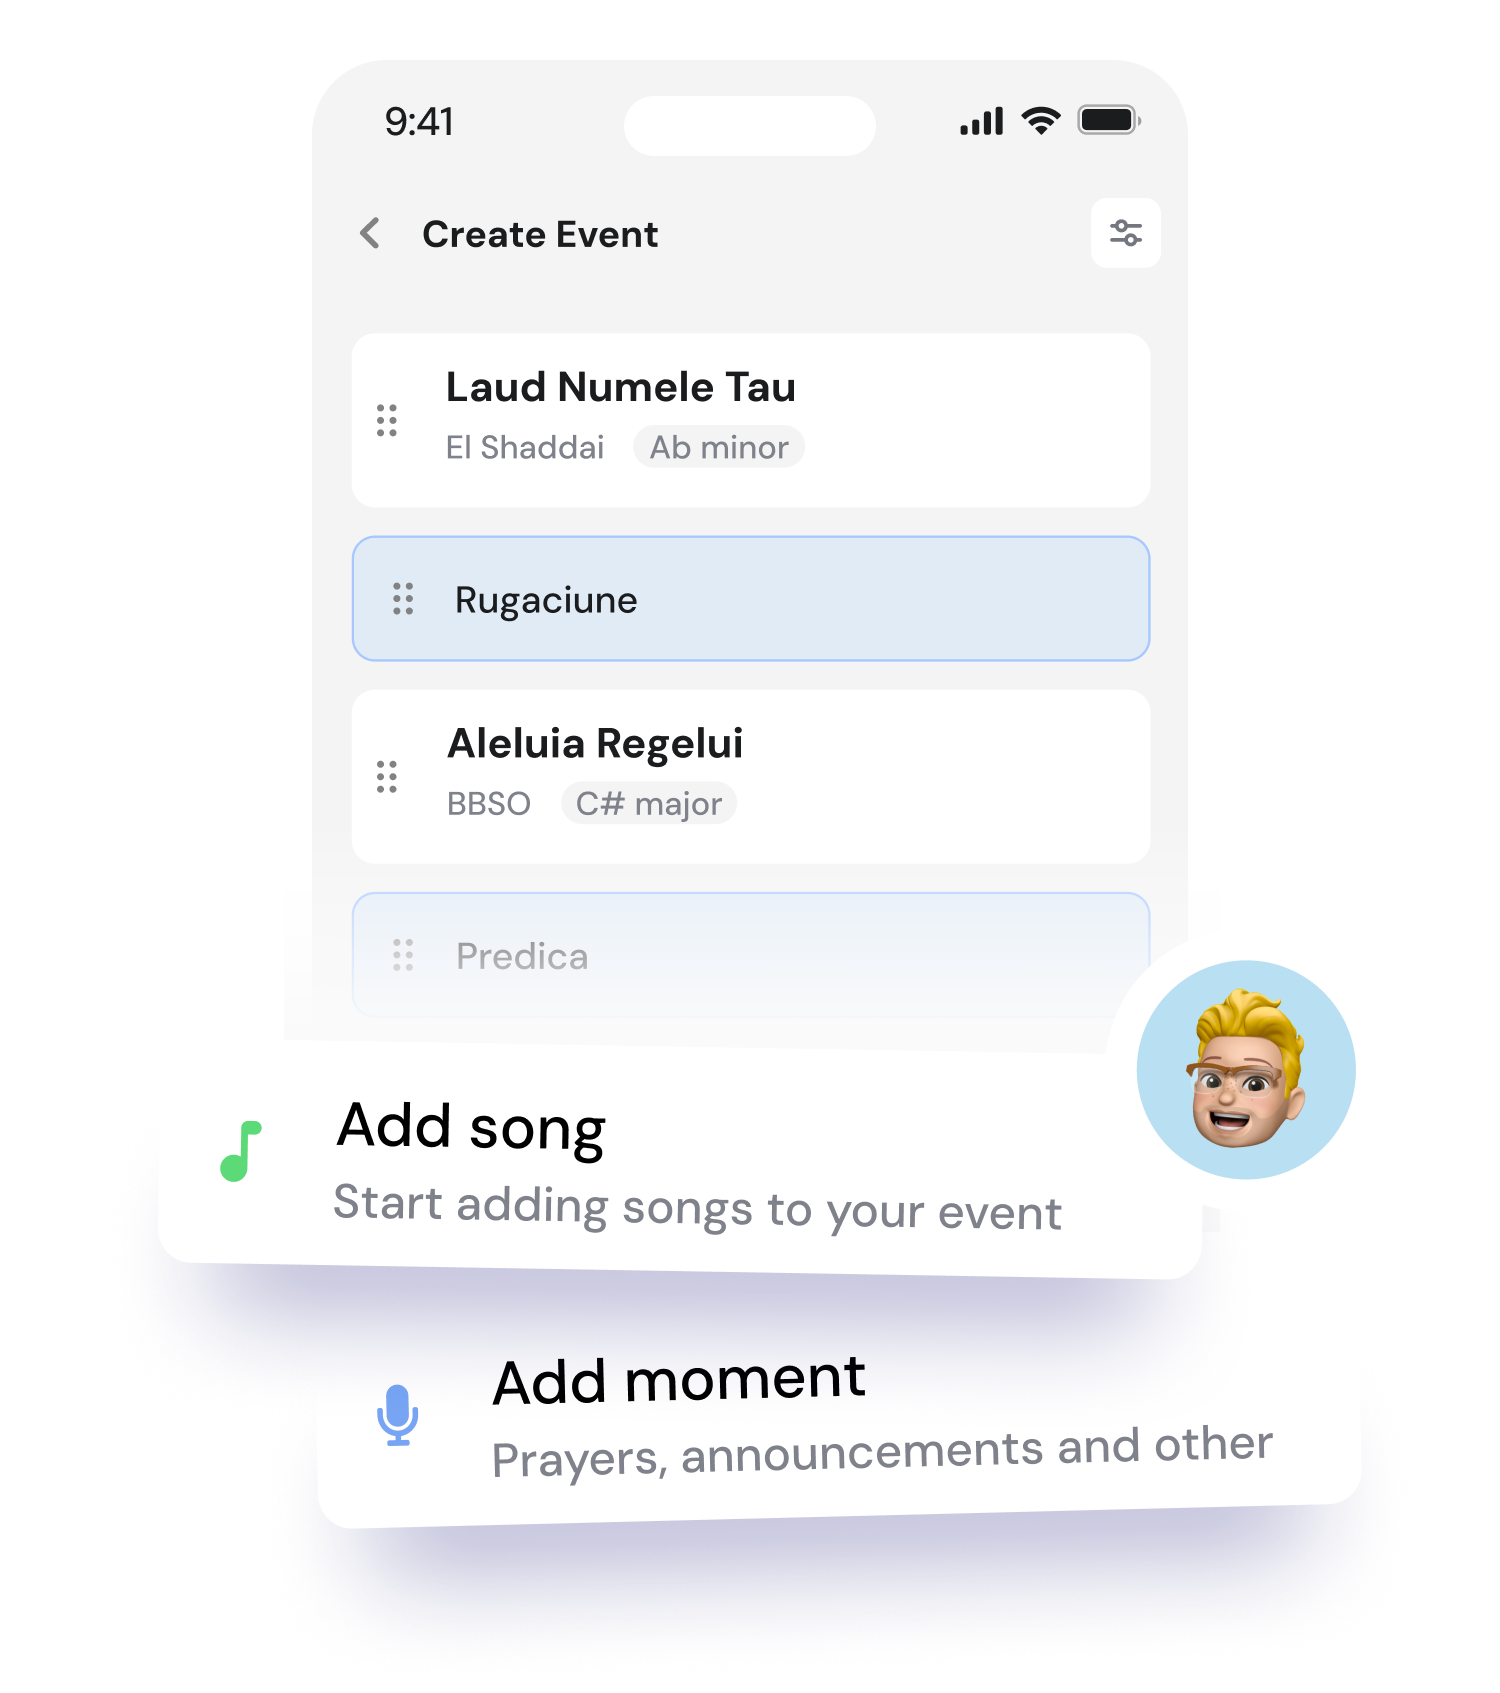 9:41
Create Event
Laud Numele Tau
El Shaddai Ab minor
Rugaciune
Aleluia Regelui
BBSO C# major
Predica
Add song
Start adding songs to your event
Add moment
Prayers, announcements and other